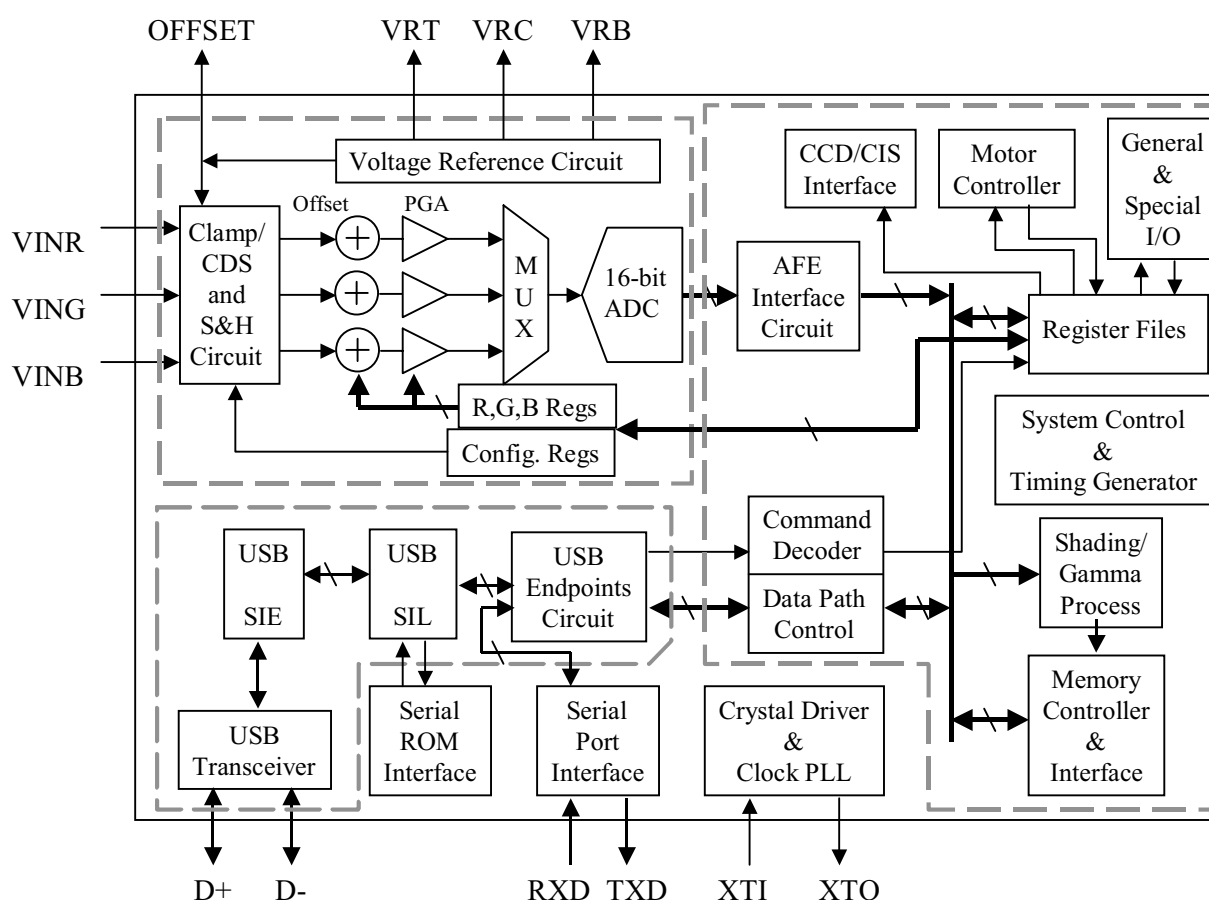 OFFSET
VRT
VRC
VRB
Voltage Reference Circuit
CCD/CIS
Interface
Motor
Controller
General
&
Special
I/O
Offset
PGA
VINR
VING
VINB
Clamp/
CDS
and
S&H
Circuit
M
U
X
16-bit
ADC
AFE
Interface
Circuit
Register Files
R,G,B Regs
Config. Regs
System Control
&
Timing Generator
USB
SIE
USB
SIL
USB
Endpoints
Circuit
Command
Decoder
Data Path
Control
Shading/
Gamma
Process
USB
Transceiver
Serial
ROM
Interface
Serial
Port
Interface
Crystal Driver
&
Clock PLL
Memory
Controller
&
Interface
D+
D-
RXD
TXD
XTI
XTO